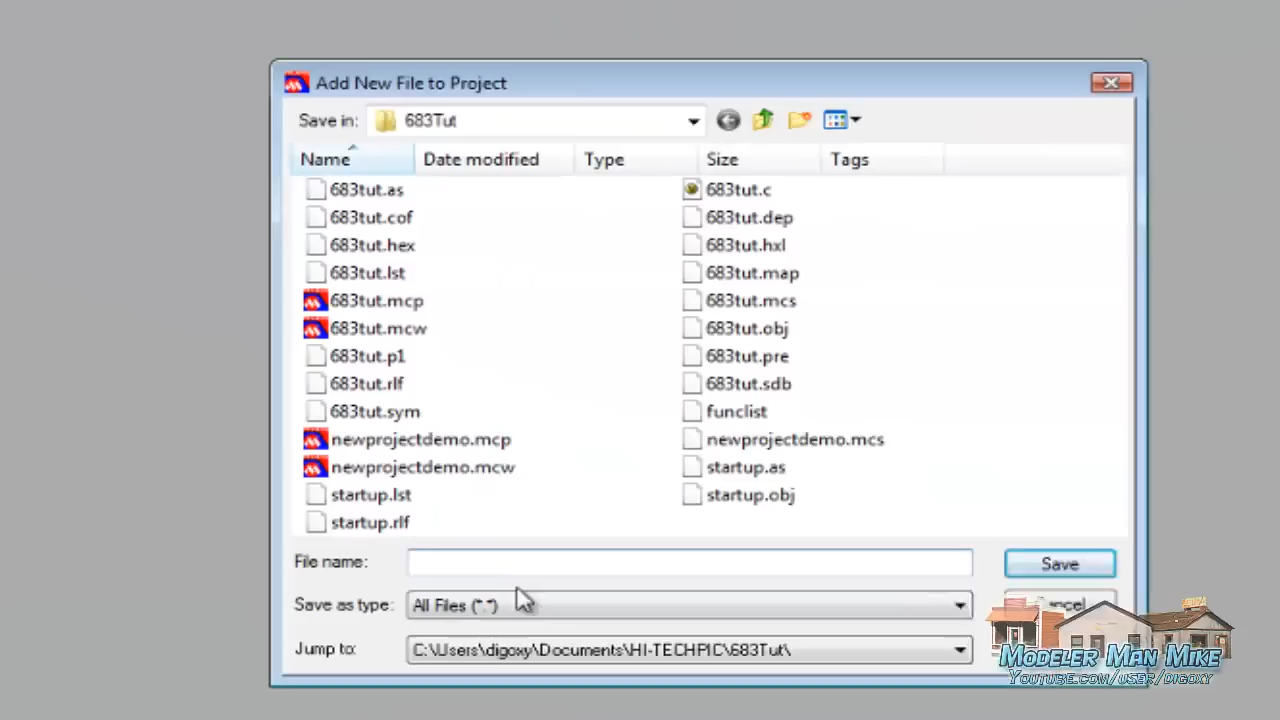 Add New File to Project
Save in: 683Tut
Name Date modified Type Size Tags
683tut.as 683tut.c
683tut.cof 683tut.dep
683tut.hex 683tut.hxl
683tut.lst 683tut.map
683tut.mcp 683tut.mcs
683tut.mcw 683tut.obj
683tut.p1 683tut.pre
683tut.rlf 683tut.sdb
683tut.sym funclist
newprojectdemo.mcp newprojectdemo.mcs
newprojectdemo.mcw startup.as
startup.lst startup.obj
startup.rlf
File name: Save
Save as type: All Files (*.*)
Jump to: C:\Users\digoxy\Documents\HI-TECHPIC\683Tut\
Modeler Man Mike
Youtube.com/user/digoxy